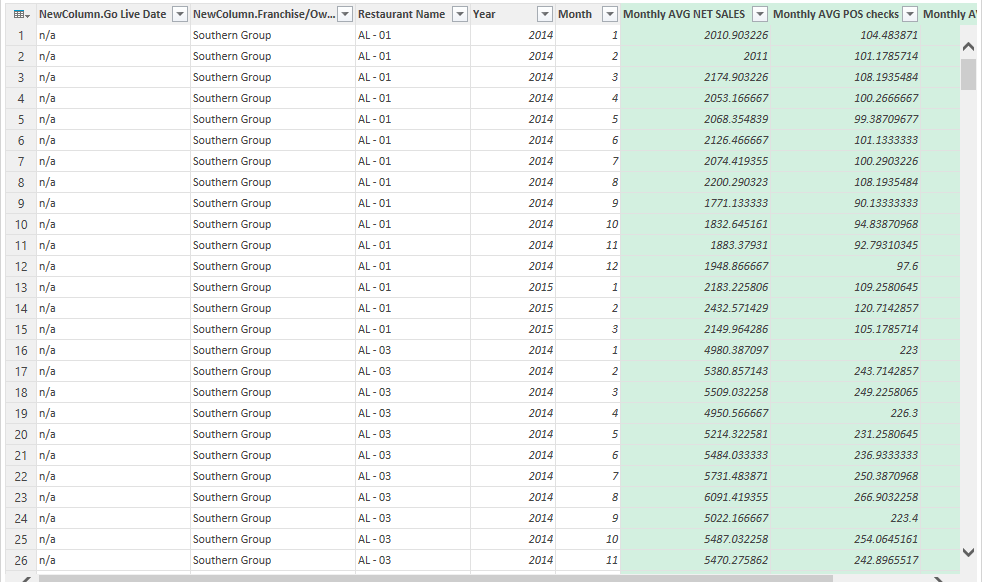 NewColumn.Go Live Date NewColumn.Franchise/Ow... Restaurant Name Year Month Monthly AVG NET SALES Monthly AVG POS checks Monthly A
1 n/a Southern Group AL - 01 2014 1 2010.903226 104.483871
2 n/a Southern Group AL - 01 2014 2 2011 101.1785714
3 n/a Southern Group AL - 01 2014 3 2174.903226 108.1935484
4 n/a Southern Group AL - 01 2014 4 2053.166667 100.2666667
5 n/a Southern Group AL - 01 2014 5 2068.354839 99.38709677
6 n/a Southern Group AL - 01 2014 6 2126.466667 101.1333333
7 n/a Southern Group AL - 01 2014 7 2074.419355 100.2903226
8 n/a Southern Group AL - 01 2014 8 2200.290323 108.1935484
9 n/a Southern Group AL - 01 2014 9 1771.133333 90.13333333
10 n/a Southern Group AL - 01 2014 10 1832.645161 94.83870968
11 n/a Southern Group AL - 01 2014 11 1883.37931 92.79310345
12 n/a Southern Group AL - 01 2014 12 1948.866667 97.6
13 n/a Southern Group AL - 01 2015 1 2183.225806 109.2580645
14 n/a Southern Group AL - 01 2015 2 2432.571429 120.7142857
15 n/a Southern Group AL - 01 2015 3 2149.964286 105.1785714
16 n/a Southern Group AL - 03 2014 1 4980.387097 223
17 n/a Southern Group AL - 03 2014 2 5380.857143 243.7142857
18 n/a Southern Group AL - 03 2014 3 5509.032258 249.2258065
19 n/a Southern Group AL - 03 2014 4 4950.566667 226.3
20 n/a Southern Group AL - 03 2014 5 5214.322581 231.2580645
21 n/a Southern Group AL - 03 2014 6 5484.033333 236.9333333
22 n/a Southern Group AL - 03 2014 7 5731.483871 250.3870968
23 n/a Southern Group AL - 03 2014 8 6091.419355 266.9032258
24 n/a Southern Group AL - 03 2014 9 5022.166667 223.4
25 n/a Southern Group AL - 03 2014 10 5487.032258 254.0645161
26 n/a Southern Group AL - 03 2014 11 5470.275862 242.8965517